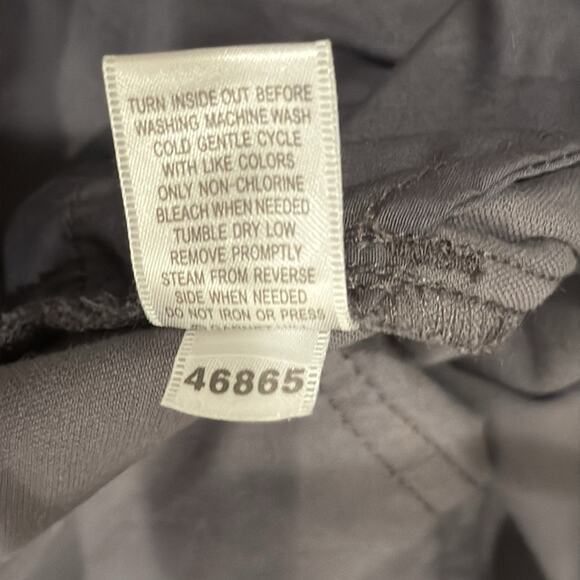 TURN INSIDE OUT BEFORE
WASHING MACHINE WASH
COLD GENTLE CYCLE
WITH LIKE COLORS
ONLY NON-CHLORINE
BLEACH WHEN NEEDED
TUMBLE DRY LOW
REMOVE PROMPTLY
STEAM FROM REVERSE
SIDE WHEN NEEDED
DO NOT IRON OR PRESS
46865